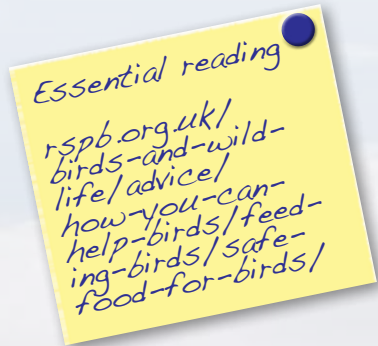 Essential reading
rspb.org.uk/
birds-and-wild-
life/advice/
how-you-can-
help-birds/feed-
ing-birds/safe-
food-for-birds/